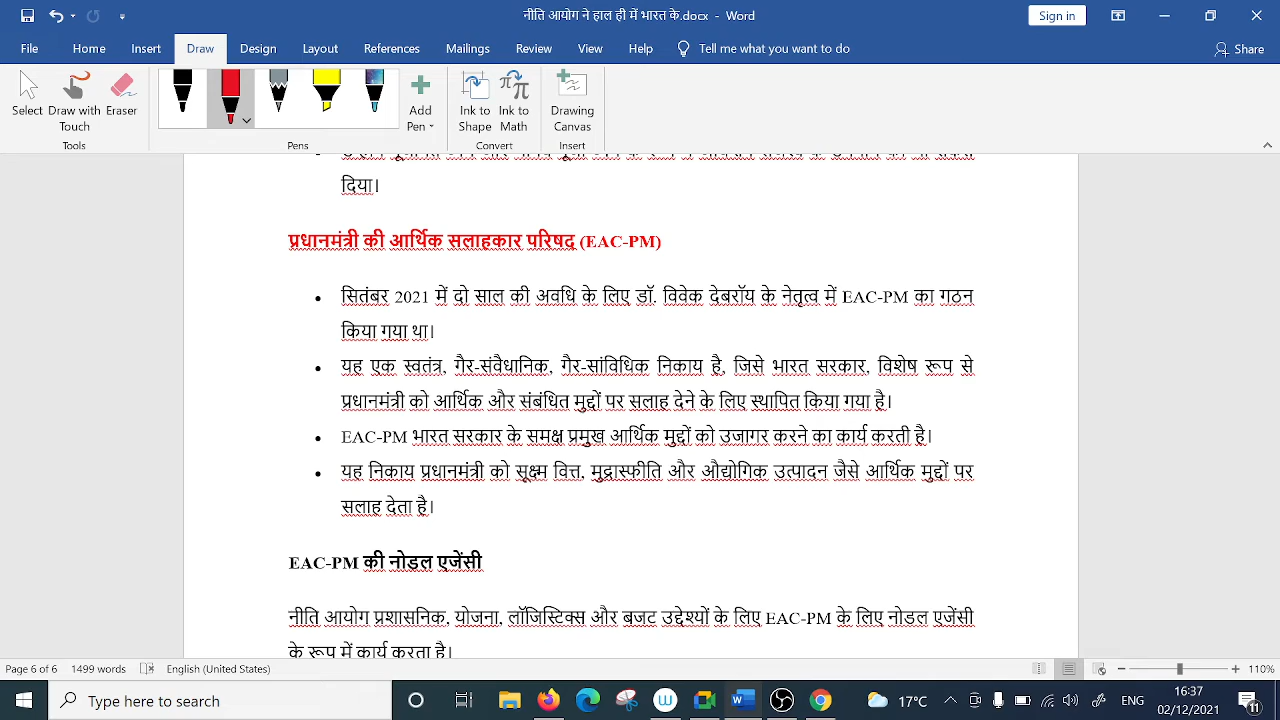 नीति आयोग ने हाल ही में भारत के.docx - Word
Sign in
File Home Insert Draw Design Layout References Mailings Review View Help Tell me what you want to do Share
Select Draw with Touch Eraser
Add Pen
Ink to Shape Ink to Math
Drawing Canvas
Tools Pens Convert Insert
दिया।
प्रधानमंत्री की आर्थिक सलाहकार परिषद (EAC-PM)
• सितंबर 2021 में दो साल की अवधि के लिए डॉ. विवेक देबरॉय के नेतृत्व में EAC-PM का गठन
किया गया था।
• यह एक स्वतंत्र, गैर-संवैधानिक, गैर-सांविधिक निकाय है, जिसे भारत सरकार, विशेष रूप से
प्रधानमंत्री को आर्थिक और संबंधित मुद्दों पर सलाह देने के लिए स्थापित किया गया है।
• EAC-PM भारत सरकार के समक्ष प्रमुख आर्थिक मुद्दों को उजागर करने का कार्य करती है।
• यह निकाय प्रधानमंत्री को सूक्ष्म वित्त, मुद्रास्फीति और औद्योगिक उत्पादन जैसे आर्थिक मुद्दों पर
सलाह देता है।
EAC-PM की नोडल एजेंसी
नीति आयोग प्रशासनिक, योजना, लॉजिस्टिक्स और बजट उद्देश्यों के लिए EAC-PM के लिए नोडल एजेंसी
के रूप में कार्य करता है।
Page 6 of 6 1499 words English (United States) 110%
Type here to search 17°C ENG 16:37
02/12/2021 11